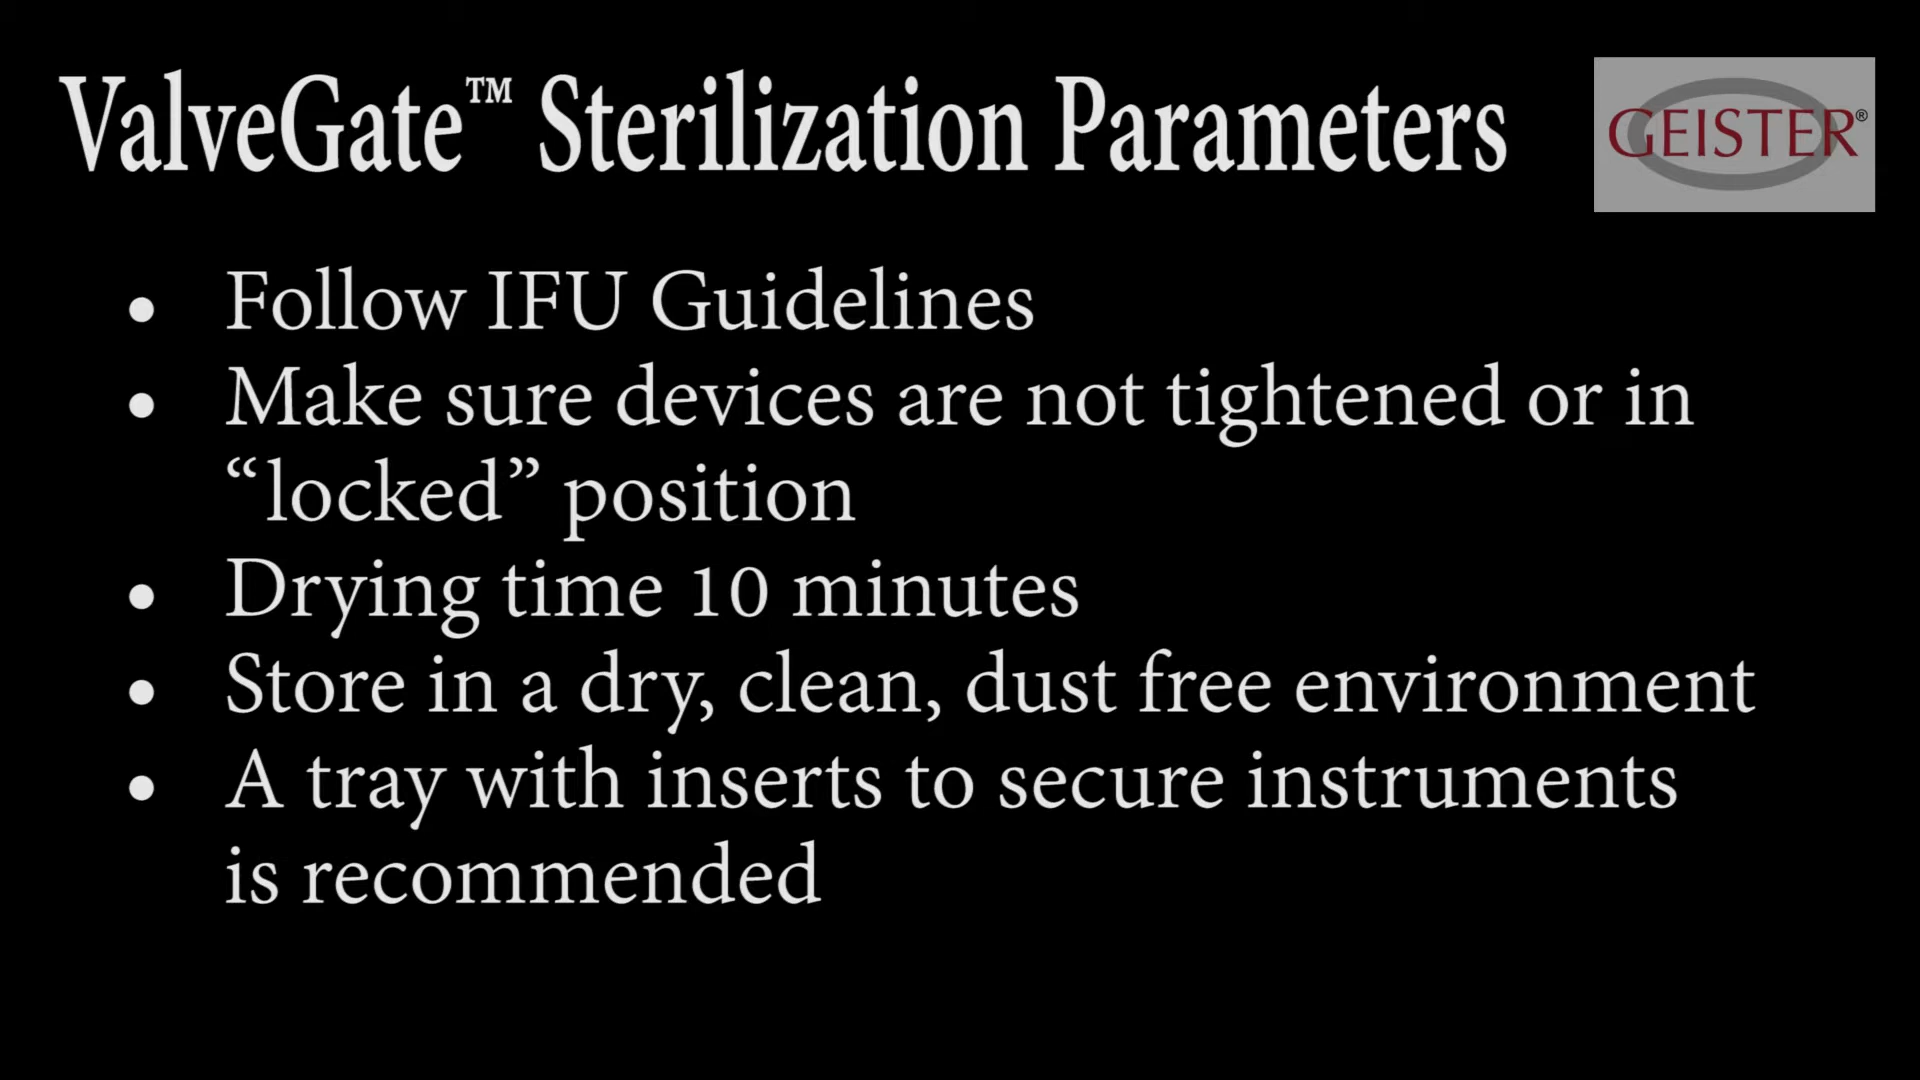 ValveGate™ Sterilization Parameters
GEISTER®
• Follow IFU Guidelines
• Make sure devices are not tightened or in
“locked” position
• Drying time 10 minutes
• Store in a dry, clean, dust free environment
• A tray with inserts to secure instruments
is recommended